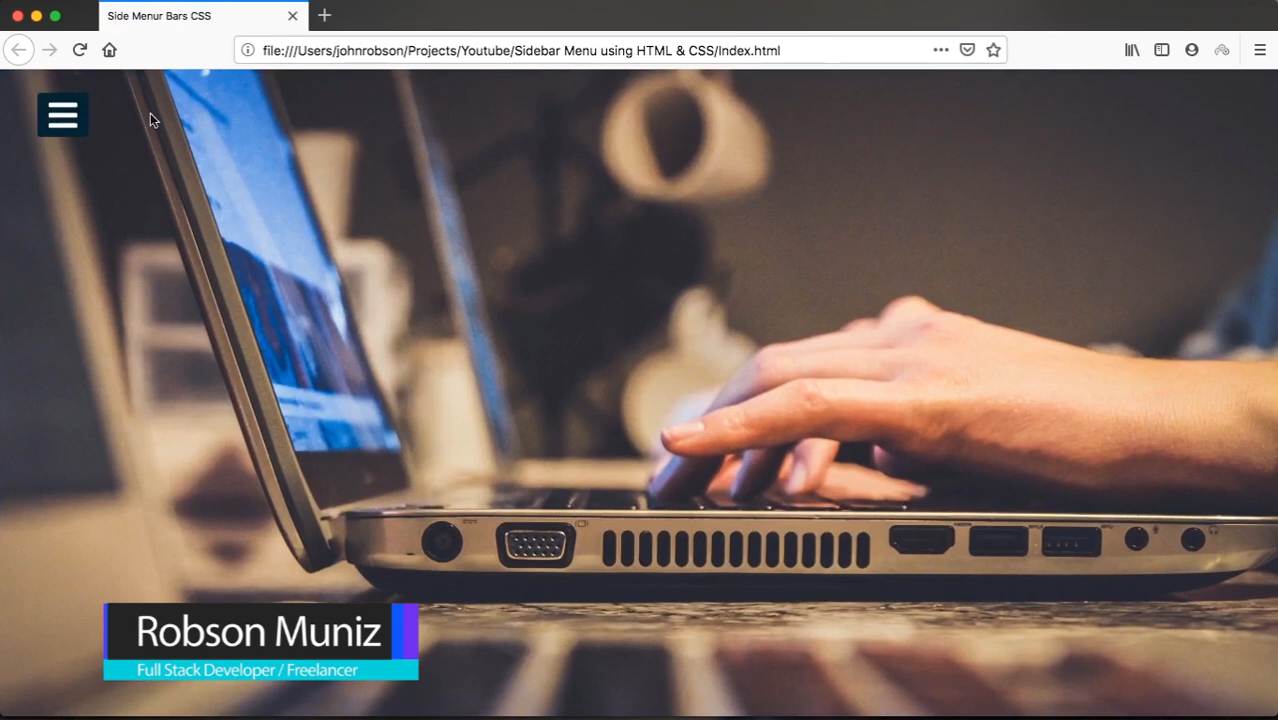 Side Menur Bars CSS
file:///Users/johnrobson/Projects/Youtube/Sidebar Menu using HTML & CSS/Index.html
Robson Muniz
Full Stack Developer / Freelancer